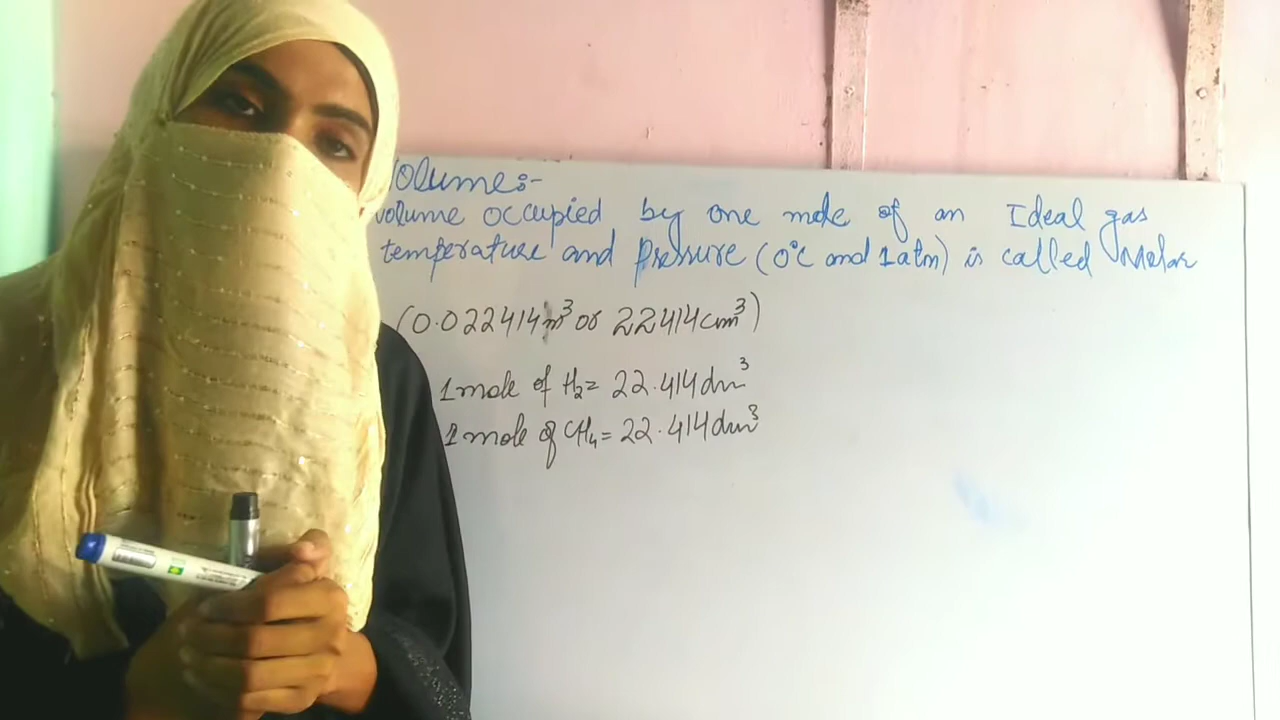 Volume:-
volume occupied by one mole of an Ideal gas
temperature and Pressure (0°C and 1atm) is called Molar
(0.022414m³ or 22414cm³)
1 mole of H₂= 22.414dm³
1 mole of CH₄= 22.414dm³